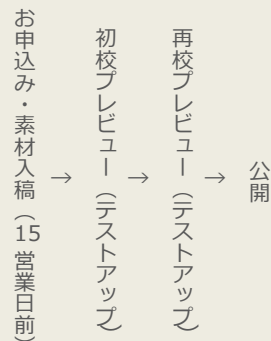 お申込み・素材入稿（15営業日前）
→
初校プレビュー（テストアップ）
→
再校プレビュー（テストアップ）
→
公開